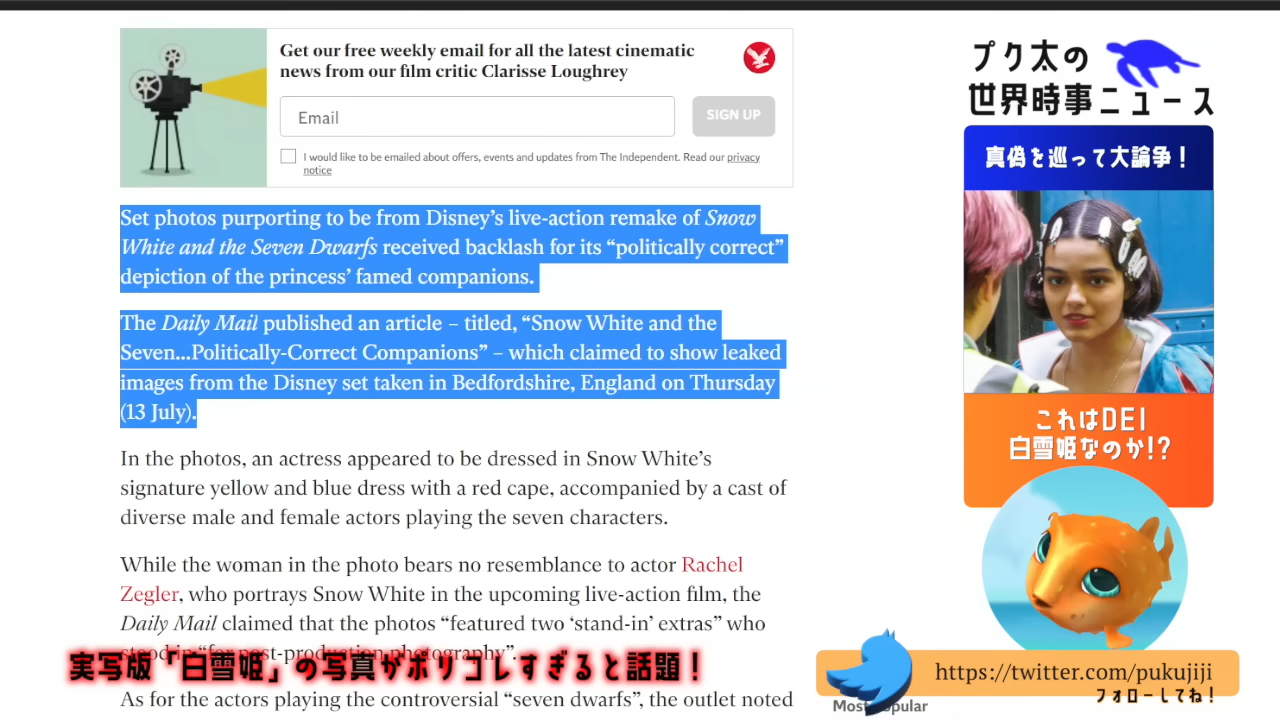 Get our free weekly email for all the latest cinematic
news from our film critic Clarisse Loughrey
Email
SIGN UP
I would like to be emailed about offers, events and updates from The Independent. Read our privacy
notice
Set photos purporting to be from Disney’s live-action remake of Snow
White and the Seven Dwarfs received backlash for its “politically correct”
depiction of the princess’ famed companions.
The Daily Mail published an article – titled, “Snow White and the
Seven...Politically-Correct Companions” – which claimed to show leaked
images from the Disney set taken in Bedfordshire, England on Thursday
(13 July).
In the photos, an actress appeared to be dressed in Snow White’s
signature yellow and blue dress with a red cape, accompanied by a cast of
diverse male and female actors playing the seven characters.
While the woman in the photo bears no resemblance to actor Rachel
Zegler, who portrays Snow White in the upcoming live-action film, the
Daily Mail claimed that the photos “featured two ‘stand-in’ extras” who
stood in “for post-production photography”.
実写版「白雪姫」の写真がポリコレすぎると話題！
As for the actors playing the controversial “seven dwarfs”, the outlet noted
プク太の
世界時事ニュース
真偽を巡って大論争！
これはDEI
白雪姫なのか!?
https://twitter.com/pukujiji
フォローしてね！
Most Popular